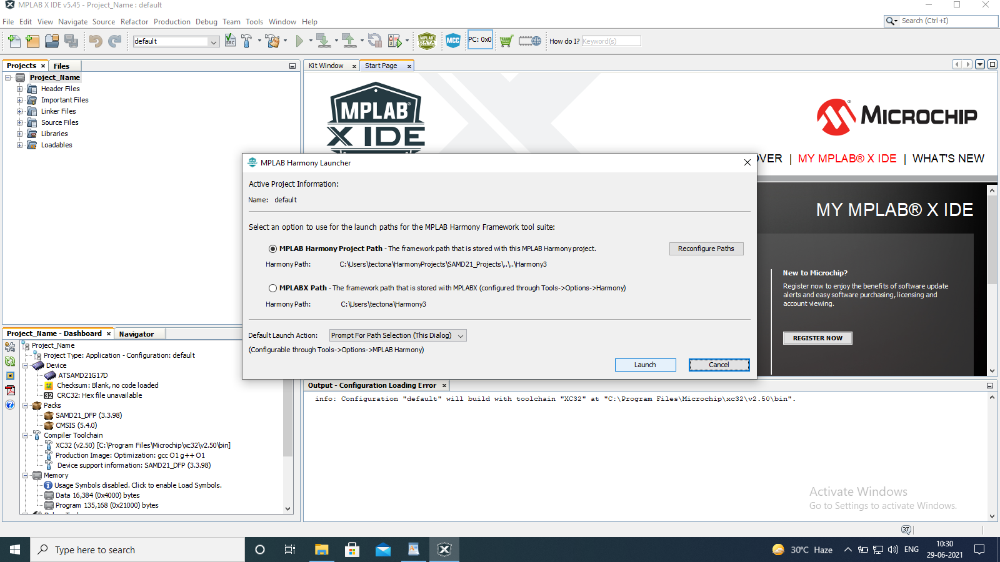 MPLAB X IDE v5.45 - Project_Name : default
File Edit View Navigate Source Refactor Production Debug Team Tools Window Help
Search (Ctrl+I)
default
SRC
MPLAB
DATA
MCC
PC: 0x0
How do I? Keyword(s)
Projects
Files
Project_Name
Header Files
Important Files
Linker Files
Source Files
Libraries
Loadables
Kit Window
Start Page
MPLAB®
X IDE
MICROCHIP
OVER | MY MPLAB® X IDE | WHAT'S NEW
MY MPLAB® X IDE
New to Microchip?
Register now to enjoy the benefits of software update
alerts and easy software purchasing, licensing and
account viewing.
REGISTER NOW
MPLAB Harmony Launcher
Active Project Information:
Name: default
Select an option to use for the launch paths for the MPLAB Harmony Framework tool suite:
MPLAB Harmony Project Path - The framework path that is stored with this MPLAB Harmony project.
Reconfigure Paths
Harmony Path: C:\Users\tectona\HarmonyProjects\SAMD21_Projects\..\..\Harmony3
MPLABX Path - The framework path that is stored with MPLABX (configured through Tools->Options->Harmony)
Harmony Path: C:\Users\tectona\Harmony3
Default Launch Action: Prompt For Path Selection (This Dialog)
(Configurable through Tools->Options->MPLAB Harmony)
Launch
Cancel
Project_Name - Dashboard
Navigator
Project_Name
Project Type: Application - Configuration: default
Device
ATSAMD21G17D
Checksum: Blank, no code loaded
32 CRC32: Hex file unavailable
Packs
SAMD21_DFP (3.3.98)
CMSIS (5.4.0)
Compiler Toolchain
XC32 (v2.50) [C:\Program Files\Microchip\xc32\v2.50\bin]
Production Image: Optimization: gcc O1 g++ O1
Device support information: SAMD21_DFP (3.3.98)
Memory
Usage Symbols disabled. Click to enable Load Symbols.
Data 16,384 (0x4000) bytes
Program 135,168 (0x21000) bytes
Output - Configuration Loading Error
info: Configuration "default" will build with toolchain "XC32" at "C:\Program Files\Microchip\xc32\v2.50\bin".
Activate Windows
Go to Settings to activate Windows.
37
Type here to search
30°C Haze
ENG
10:30
29-06-2021